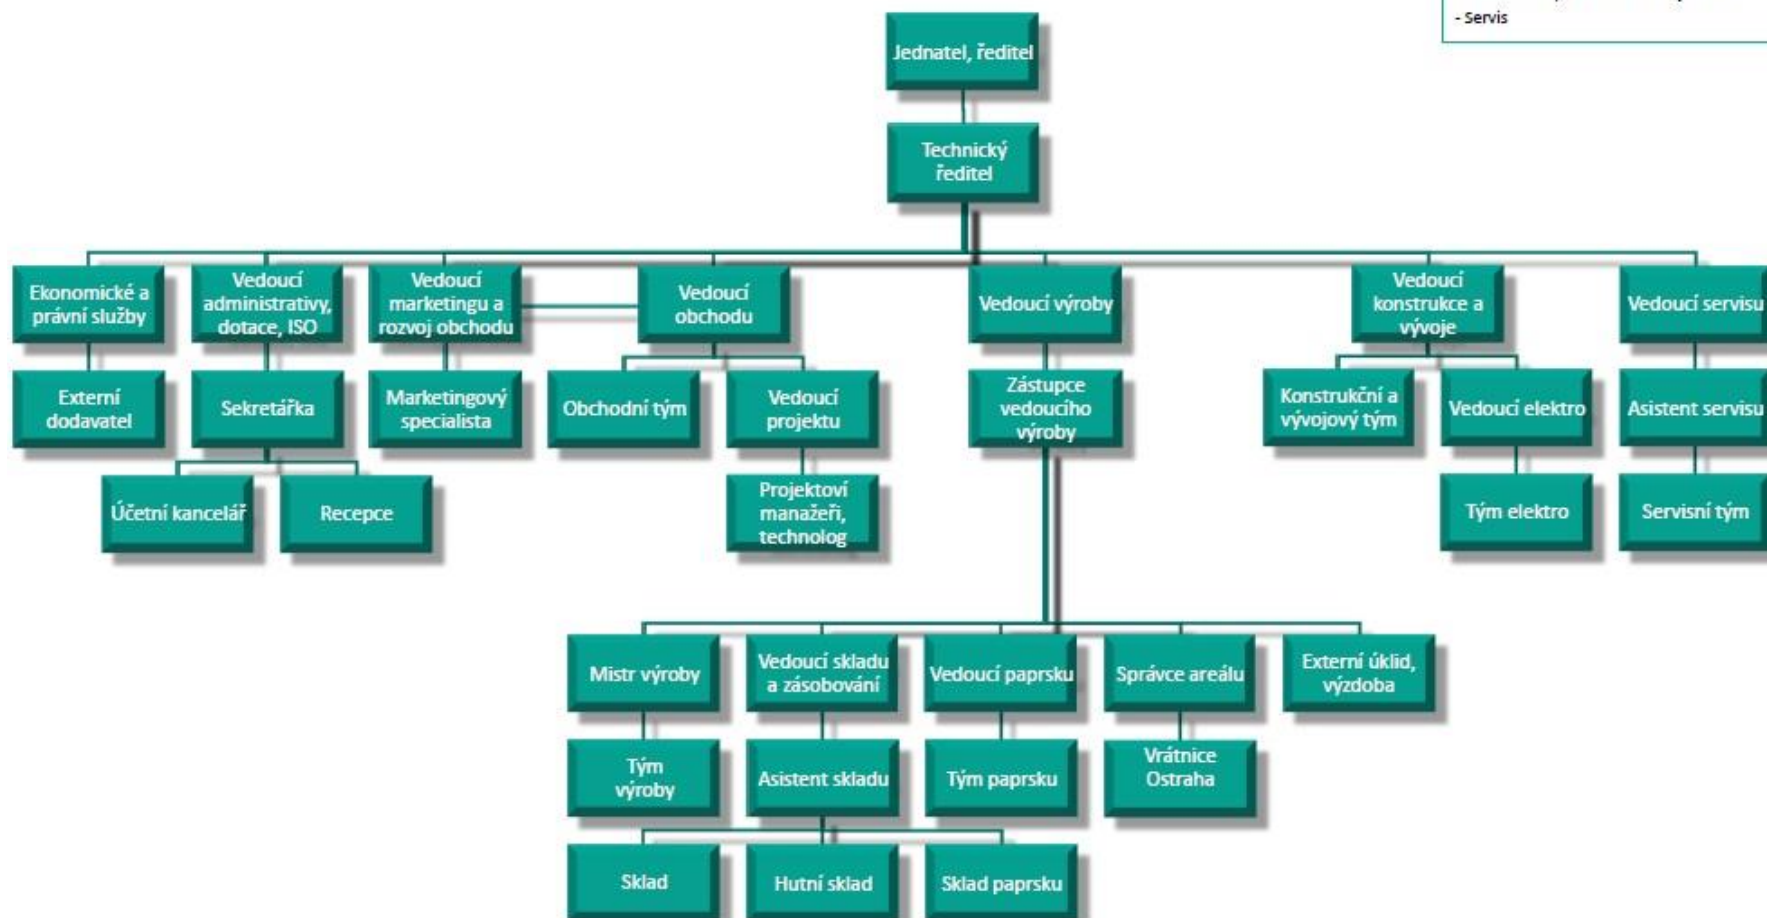 - Servis
Jednatel, ředitel
Technický
ředitel
Ekonomické a
právní služby
Vedoucí
administrativy,
dotace, ISO
Vedoucí
marketingu a
rozvoj obchodu
Vedoucí
obchodu
Vedoucí výroby
Vedoucí
konstrukce a
vývoje
Vedoucí servisu
Externí
dodavatel
Sekretářka
Marketingový
specialista
Obchodní tým
Vedoucí
projektu
Zástupce
vedoucího
výroby
Konstrukční a
vývojový tým
Vedoucí elektro
Asistent servisu
Účetní kancelář
Recepce
Projektoví
manažeři,
technolog
Tým elektro
Servisní tým
Mistr výroby
Vedoucí skladu
a zásobování
Vedoucí paprsku
Správce areálu
Externí úklid,
výzdoba
Tým
výroby
Asistent skladu
Tým paprsku
Vrátnice
Ostraha
Sklad
Hutní sklad
Sklad paprsku